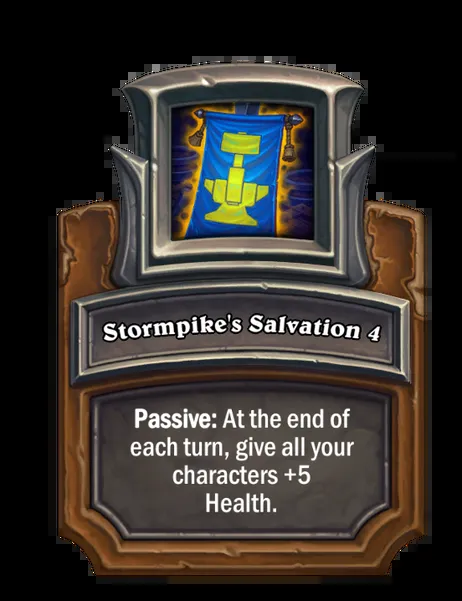 Stormpike's Salvation 4
Passive: At the end of
each turn, give all your
characters +5
Health.